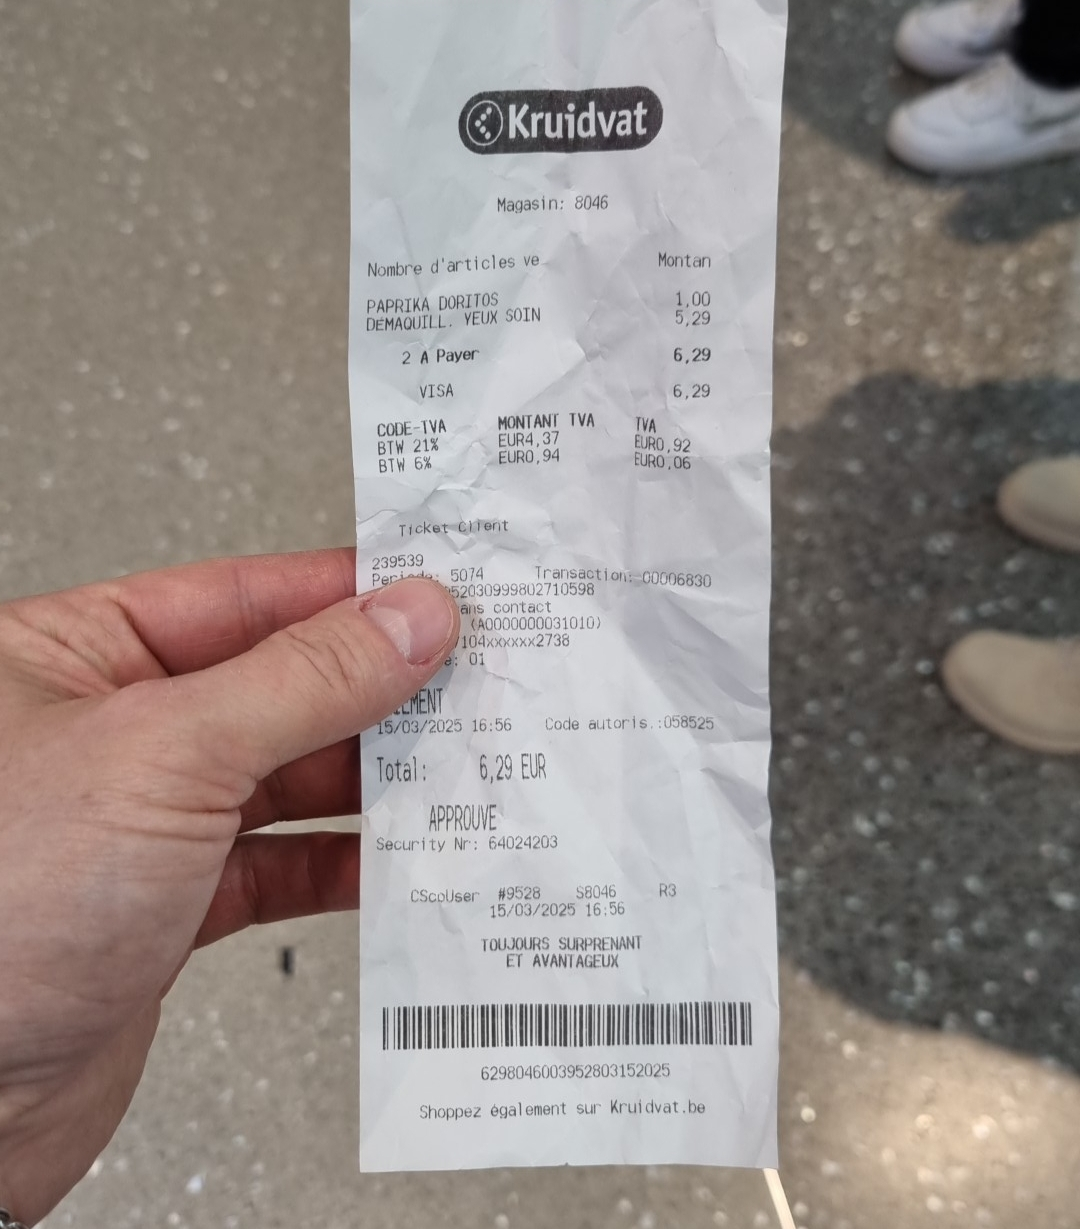 Kruidvat
Magasin: 8046
Nombre d'articles ve Montan
PAPRIKA DORITOS 1,00
DEMAQUILL. YEUX SOIN 5,29
2 A Payer 6,29
VISA 6,29
CODE-TVA MONTANT TVA TVA
BTW 21% EUR4,37 EUR0,92
BTW 6% EUR0,94 EUR0,06
Ticket Client
239539
Periode: 5074 Transaction: 00006830
52030999802710598
ans contact
(A0000000031010)
104xxxxxx2738
: 01
15/03/2025 16:56 Code autoris.:058525
Total: 6,29 EUR
APPROUVE
Security Nr: 64024203
CScoUser #9528 S8046 R3
15/03/2025 16:56
TOUJOURS SURPRENANT
ET AVANTAGEUX
6298046003952803152025
Shoppez également sur Kruidvat.be